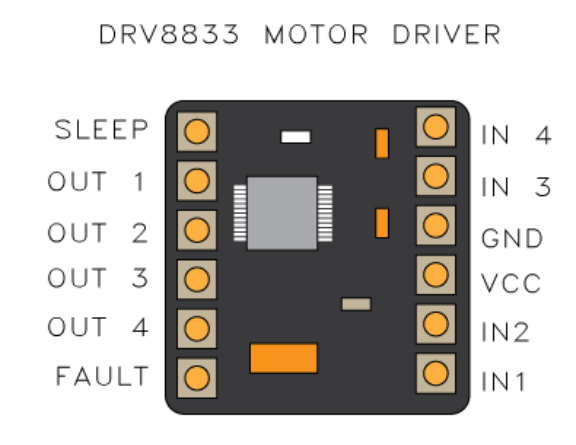 DRV8833 MOTOR DRIVER
SLEEP
OUT 1
OUT 2
OUT 3
OUT 4
FAULT
IN 4
IN 3
GND
VCC
IN2
IN1